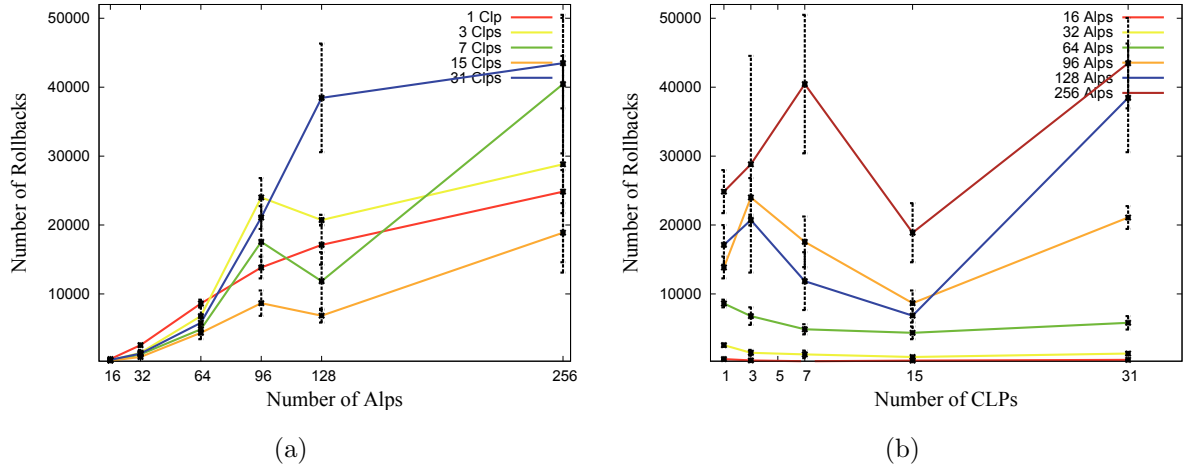 50000
40000
30000
20000
10000
Number of Rollbacks
1 Clp
3 Clps
7 Clps
15 Clps
31 Clps
16 32 64 96 128 256
Number of Alps
(a)
50000
40000
30000
20000
10000
Number of Rollbacks
16 Alps
32 Alps
64 Alps
96 Alps
128 Alps
256 Alps
1 3 5 7 15 31
Number of CLPs
(b)